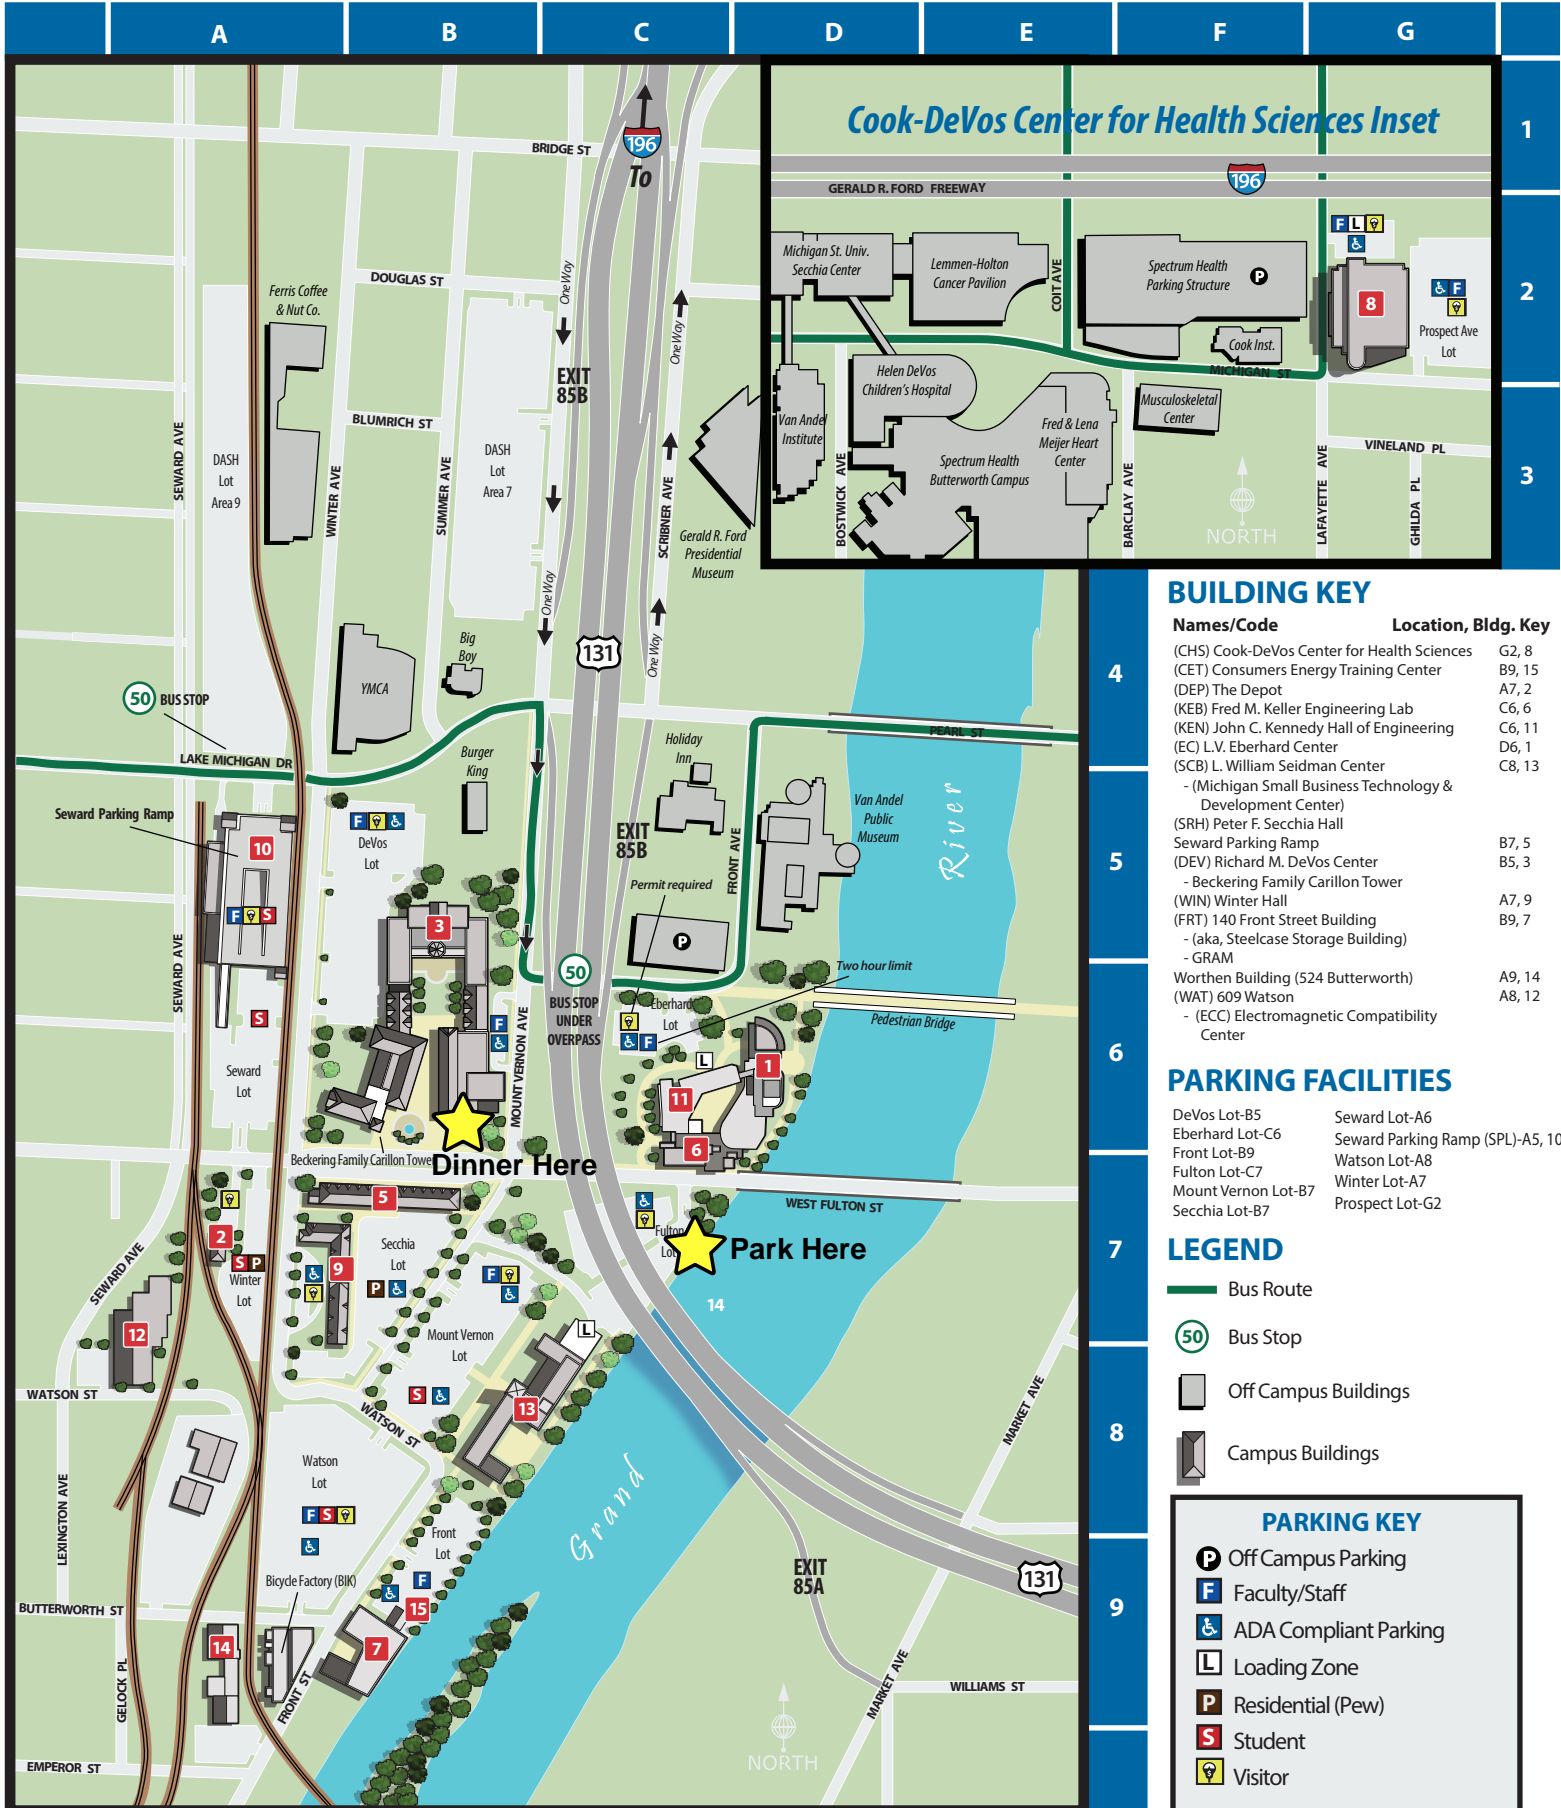 A
B
C
D
E
F
G
1
2
3
4
5
6
7
8
9
Cook-DeVos Center for Health Sciences Inset
GERALD R. FORD FREEWAY
196
F L
Michigan St. Univ.
Secchia Center
Lemmen-Holton
Cancer Pavilion
COIT AVE
Spectrum Health
Parking Structure
P
8
F
Prospect Ave
Lot
Cook Inst.
MICHIGAN ST
Helen DeVos
Children's Hospital
Van Andel
Institute
Fred & Lena
Meijer Heart
Center
Musculoskeletal
Center
Spectrum Health
Butterworth Campus
BOSTWICK AVE
BARCLAY AVE
LAFAYETTE AVE
VINELAND PL
GHILDA PL
NORTH
BRIDGE ST
196
To
One Way
DOUGLAS ST
Ferris Coffee
& Nut Co.
One Way
EXIT
85B
BLUMRICH ST
SEWARD AVE
DASH
Lot
Area 9
WINTER AVE
SUMMER AVE
DASH
Lot
Area 7
SCRIBNER AVE
Gerald R. Ford
Presidential
Museum
One Way
One Way
131
Big
Boy
YMCA
50 BUS STOP
LAKE MICHIGAN DR
PEARL ST
Burger
King
Holiday
Inn
Seward Parking Ramp
10
F S
F
DeVos
Lot
EXIT
85B
FRONT AVE
Van Andel
Public
Museum
River
Permit required
P
3
SEWARD AVE
50
BUS STOP
UNDER
OVERPASS
Two hour limit
Eberhard
Lot
F
Pedestrian Bridge
S
Seward
Lot
F
MOUNT VERNON AVE
L
1
11
6
Beckering Family Carillon Tower
Dinner Here
WEST FULTON ST
5
2
S P
Winter
Lot
9
Secchia
Lot
P
Fulton
Lot
Park Here
14
F
SEWARD AVE
12
Mount Vernon
Lot
L
S
13
WATSON ST
WATSON ST
MARKET AVE
LEXINGTON AVE
Watson
Lot
F S
Grand
Front
Lot
F
Bicycle Factory (BIK)
15
EXIT
85A
131
BUTTERWORTH ST
14
7
GELOCK PL
FRONT ST
MARKET AVE
WILLIAMS ST
NORTH
EMPEROR ST
BUILDING KEY
Names/Code Location, Bldg. Key
(CHS) Cook-DeVos Center for Health Sciences G2, 8
(CET) Consumers Energy Training Center B9, 15
(DEP) The Depot A7, 2
(KEB) Fred M. Keller Engineering Lab C6, 6
(KEN) John C. Kennedy Hall of Engineering C6, 11
(EC) L.V. Eberhard Center D6, 1
(SCB) L. William Seidman Center C8, 13
- (Michigan Small Business Technology &
Development Center)
(SRH) Peter F. Secchia Hall
Seward Parking Ramp B7, 5
(DEV) Richard M. DeVos Center B5, 3
- Beckering Family Carillon Tower
(WIN) Winter Hall A7, 9
(FRT) 140 Front Street Building B9, 7
- (aka, Steelcase Storage Building)
- GRAM
Worthen Building (524 Butterworth) A9, 14
(WAT) 609 Watson A8, 12
- (ECC) Electromagnetic Compatibility
Center
PARKING FACILITIES
DeVos Lot-B5
Eberhard Lot-C6
Front Lot-B9
Fulton Lot-C7
Mount Vernon Lot-B7
Secchia Lot-B7
Seward Lot-A6
Seward Parking Ramp (SPL)-A5, 10
Watson Lot-A8
Winter Lot-A7
Prospect Lot-G2
LEGEND
Bus Route
50 Bus Stop
Off Campus Buildings
Campus Buildings
PARKING KEY
P Off Campus Parking
F Faculty/Staff
ADA Compliant Parking
L Loading Zone
P Residential (Pew)
S Student
Visitor